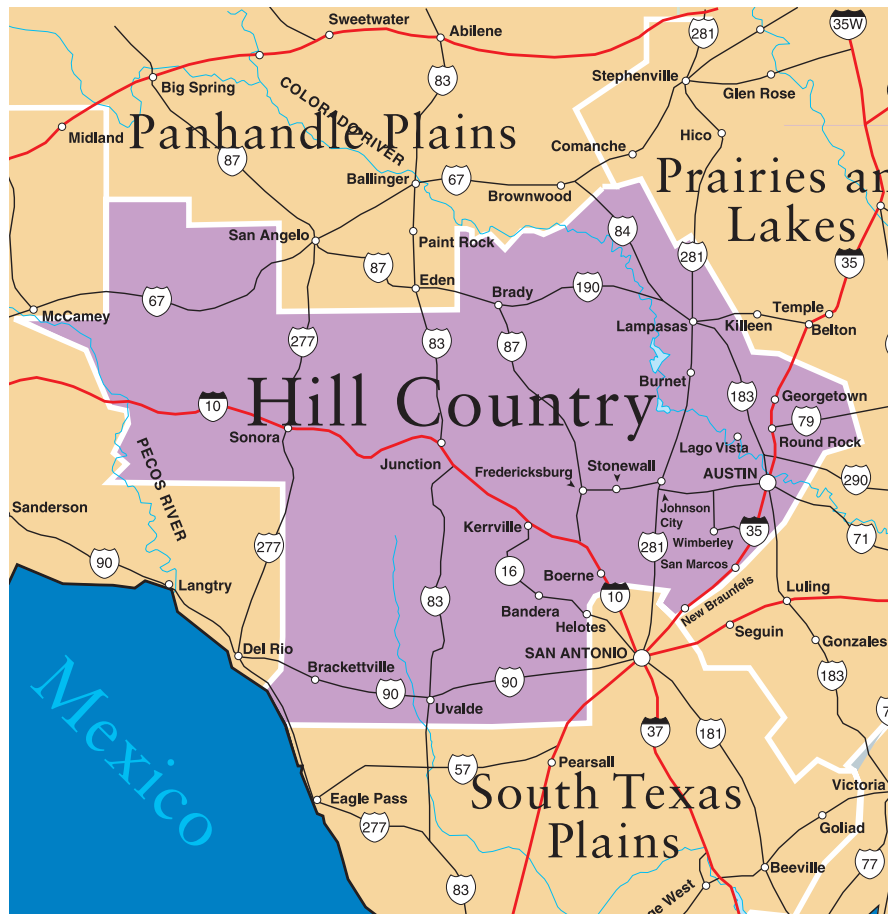 35W
281
Sweetwater
Abilene
83
Stephenville
Glen Rose
Big Spring
COLORADO RIVER
Midland
Panhandle Plains
Hico
Comanche
87
Prairies an
Lakes
Ballinger
67
Brownwood
San Angelo
Paint Rock
84
281
35
87
Eden
67
Brady
190
McCamey
Temple
Lampasas
Killeen
Belton
277
83
87
Burnet
183
Georgetown
Hill Country
10
79
Sonora
Round Rock
PECOS RIVER
Lago Vista
Junction
Fredericksburg
Stonewall
AUSTIN
290
Sanderson
Johnson
City
Kerrville
Wimberley
35
71
277
281
90
16
Boerne
San Marcos
Langtry
83
10
Luling
Bandera
New Braunfels
Helotes
Seguin
Gonzales
Del Rio
SAN ANTONIO
Brackettville
90
90
183
Uvalde
Mexico
37
181
7
57
Pearsall
South Texas
Plains
Victoria
Eagle Pass
277
Goliad
Beeville
77
83
ge West